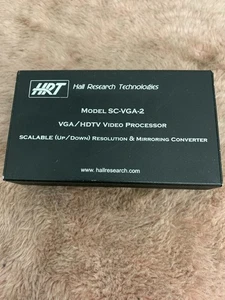 HRT Hall Research Technologies
MODEL SC-VGA-2
VGA/HDTV VIDEO PROCESSOR
SCALABLE (UP/DOWN) RESOLUTION & MIRRORING CONVERTER
www.hallresearch.com